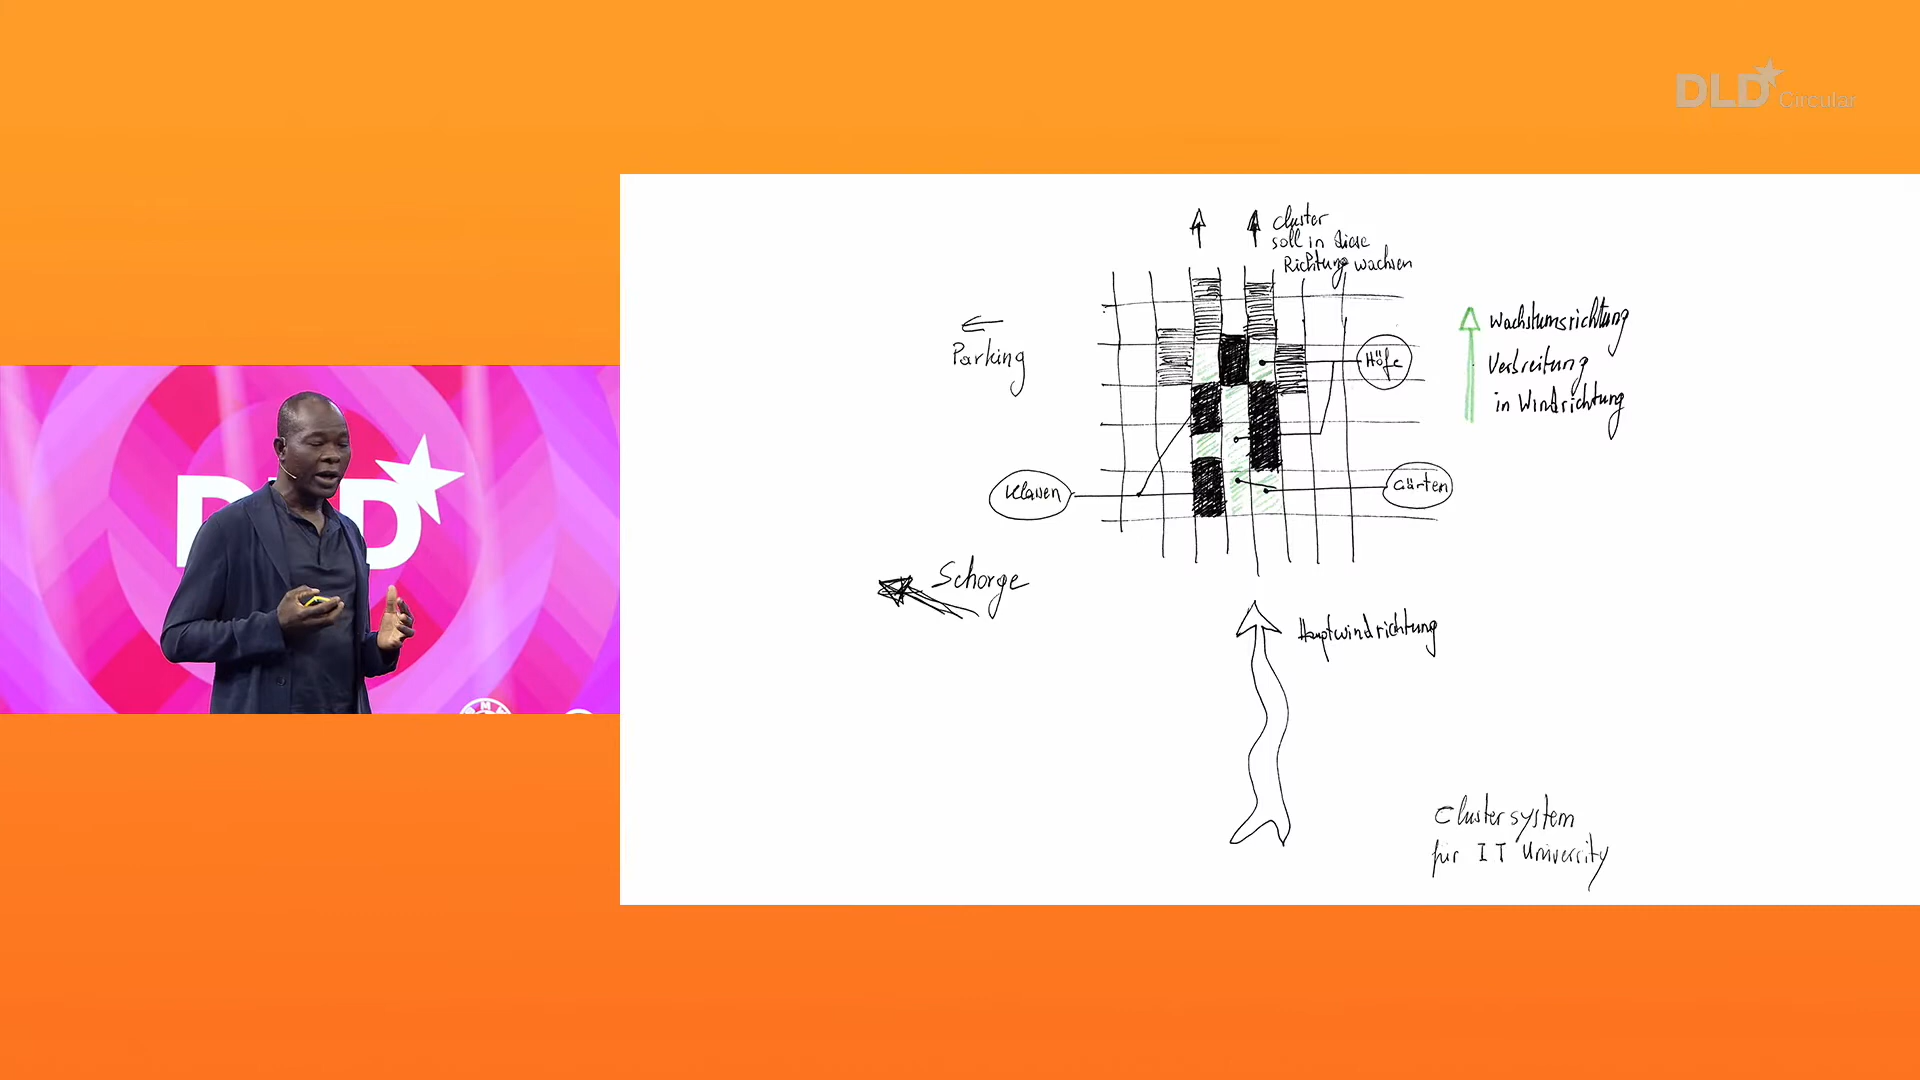 DLD Circular
cluster
soll in diese
Richtung wachsen
Parking
Höfe
Wachstumsrichtung
Verbreitung
in Windrichtung
Klassen
Gärten
Schorge
Hauptwindrichtung
DLD
Clustersystem
für IT University